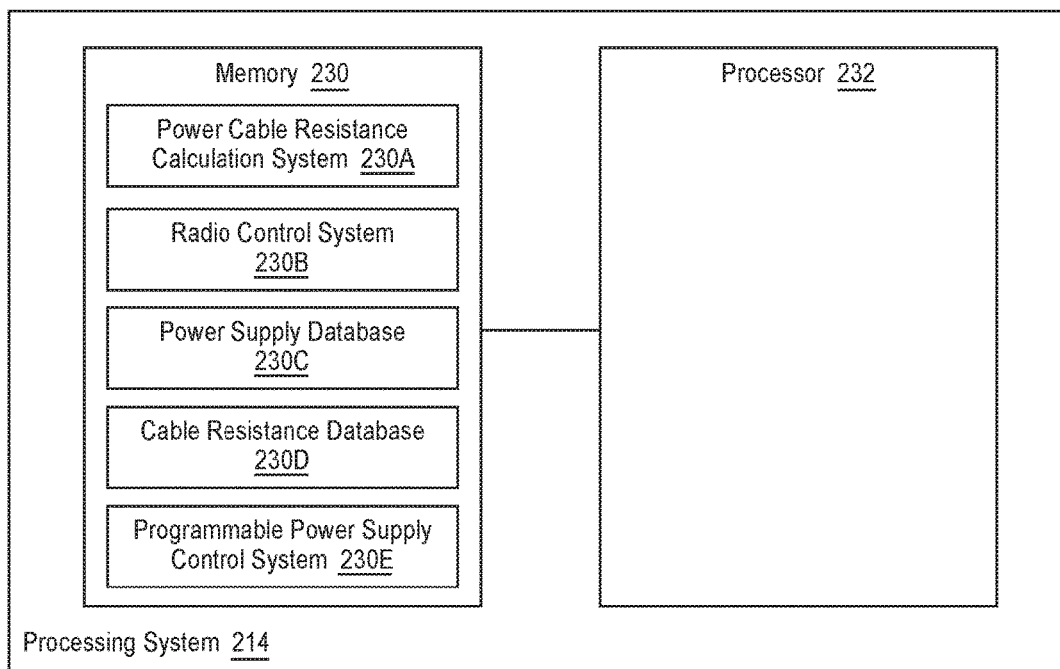 Memory 230
Power Cable Resistance
Calculation System 230A
Radio Control System
230B
Power Supply Database
230C
Cable Resistance Database
230D
Programmable Power Supply
Control System 230E
Processor 232
Processing System 214